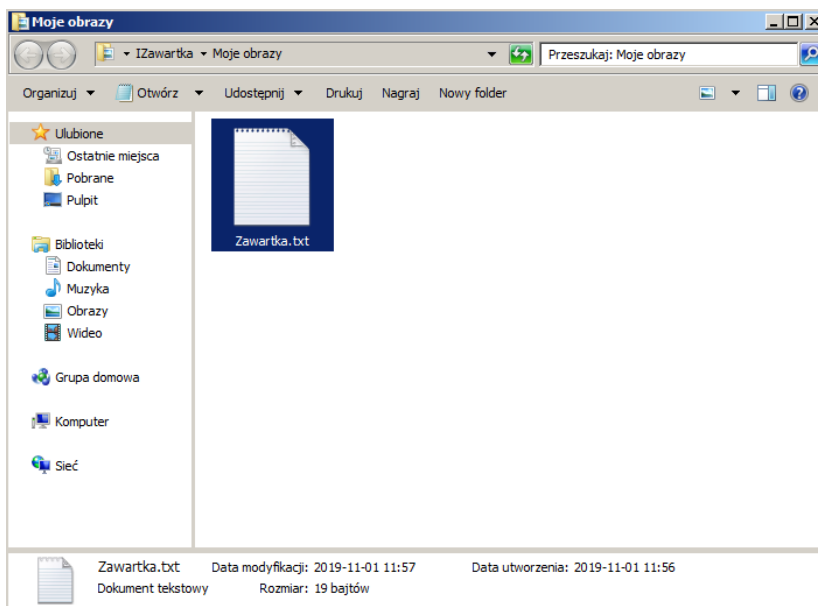 Moje obrazy
IZawartka Moje obrazy
Przeszukaj: Moje obrazy
Organizuj Otwórz Udostępnij Drukuj Nagraj Nowy folder
Ulubione
Ostatnie miejsca
Pobrane
Pulpit
Biblioteki
Dokumenty
Muzyka
Obrazy
Wideo
Grupa domowa
Komputer
Sieć
Zawartka.txt
Zawartka.txt Data modyfikacji: 2019-11-01 11:57 Data utworzenia: 2019-11-01 11:56
Dokument tekstowy Rozmiar: 19 bajtów